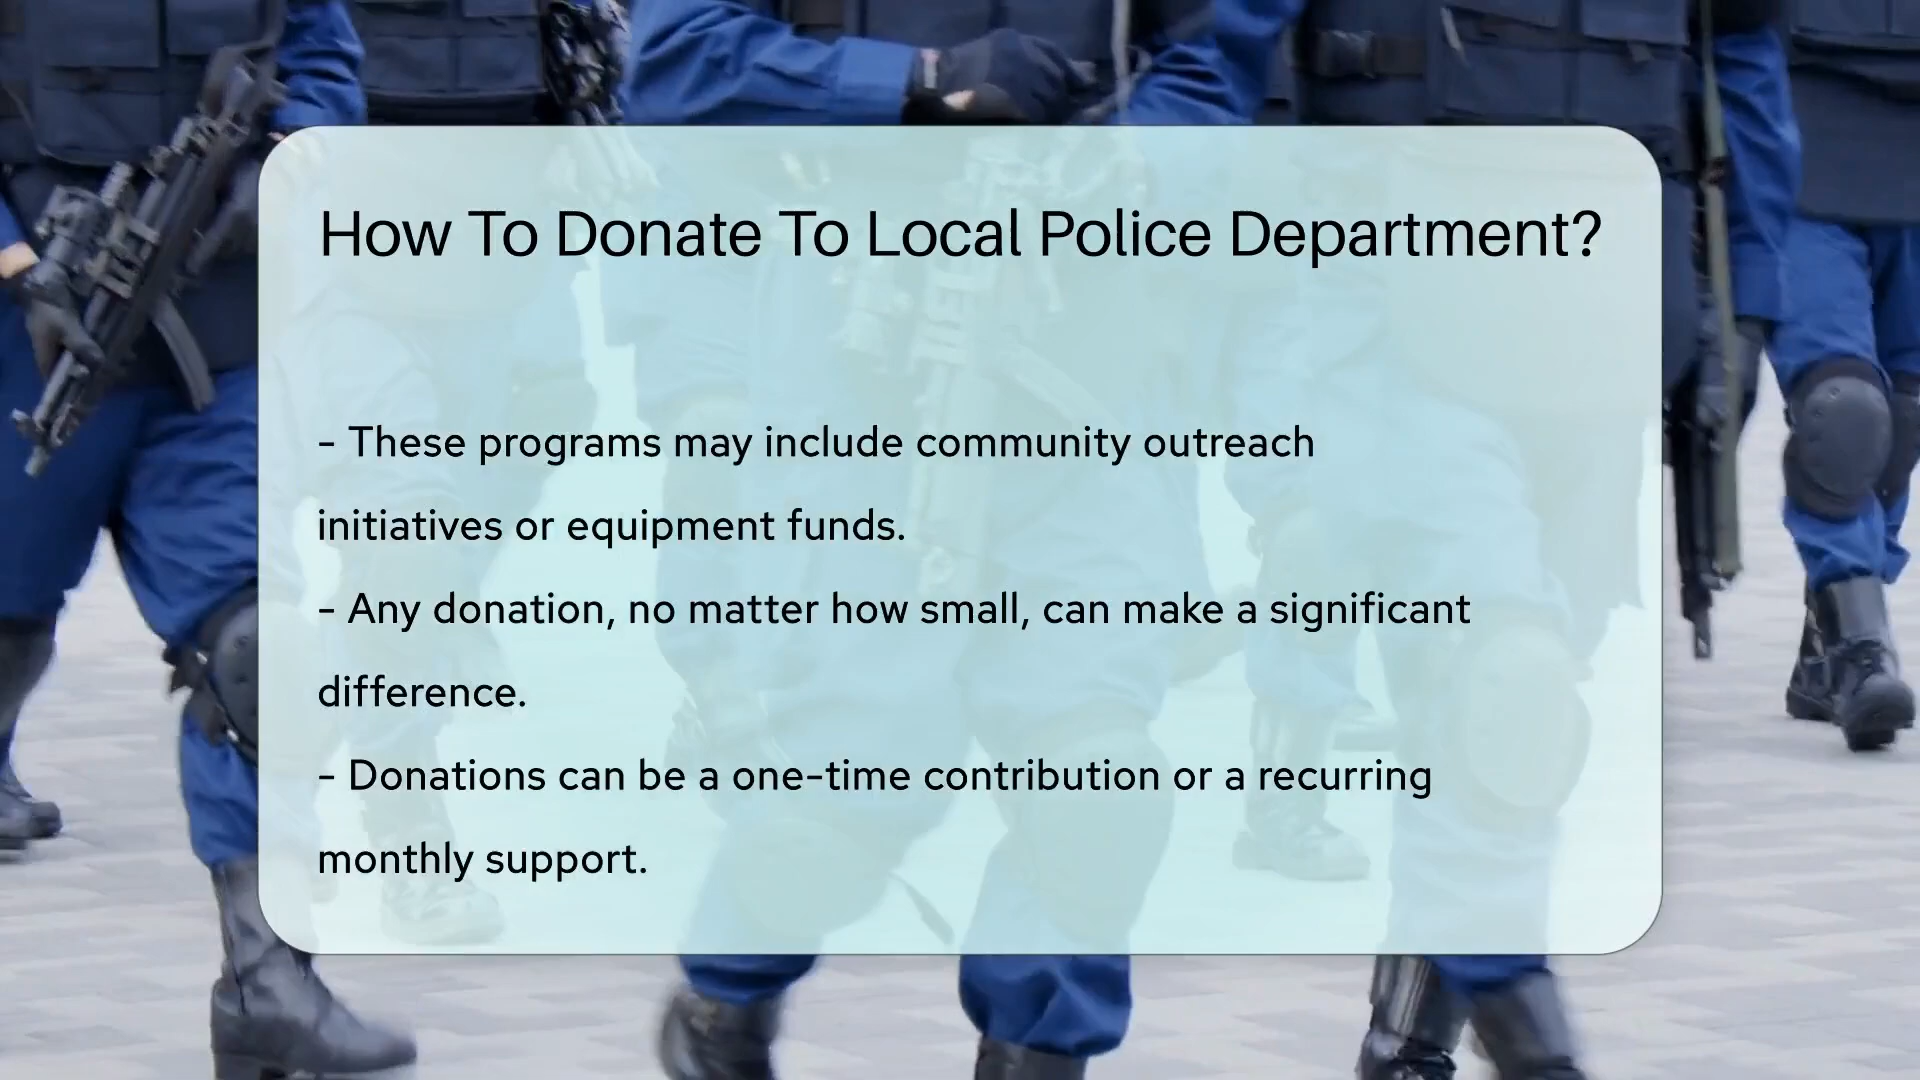 How To Donate To Local Police Department?
- These programs may include community outreach
initiatives or equipment funds.
- Any donation, no matter how small, can make a significant
difference.
- Donations can be a one-time contribution or a recurring
monthly support.